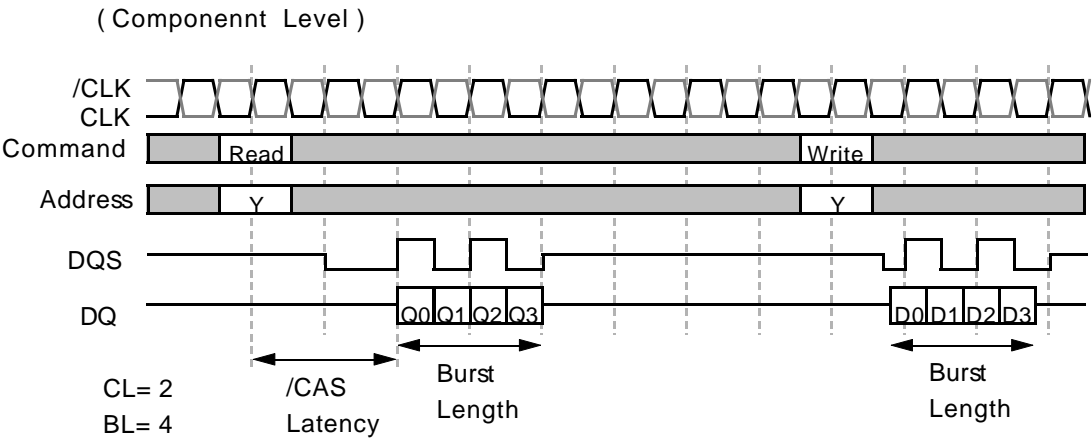 ( Componennt Level )
/CLK
CLK
Command Read Write
Address Y Y
DQS
DQ Q0 Q1 Q2 Q3 D0 D1 D2 D3
CL= 2 /CAS Burst Burst
BL= 4 Latency Length Length